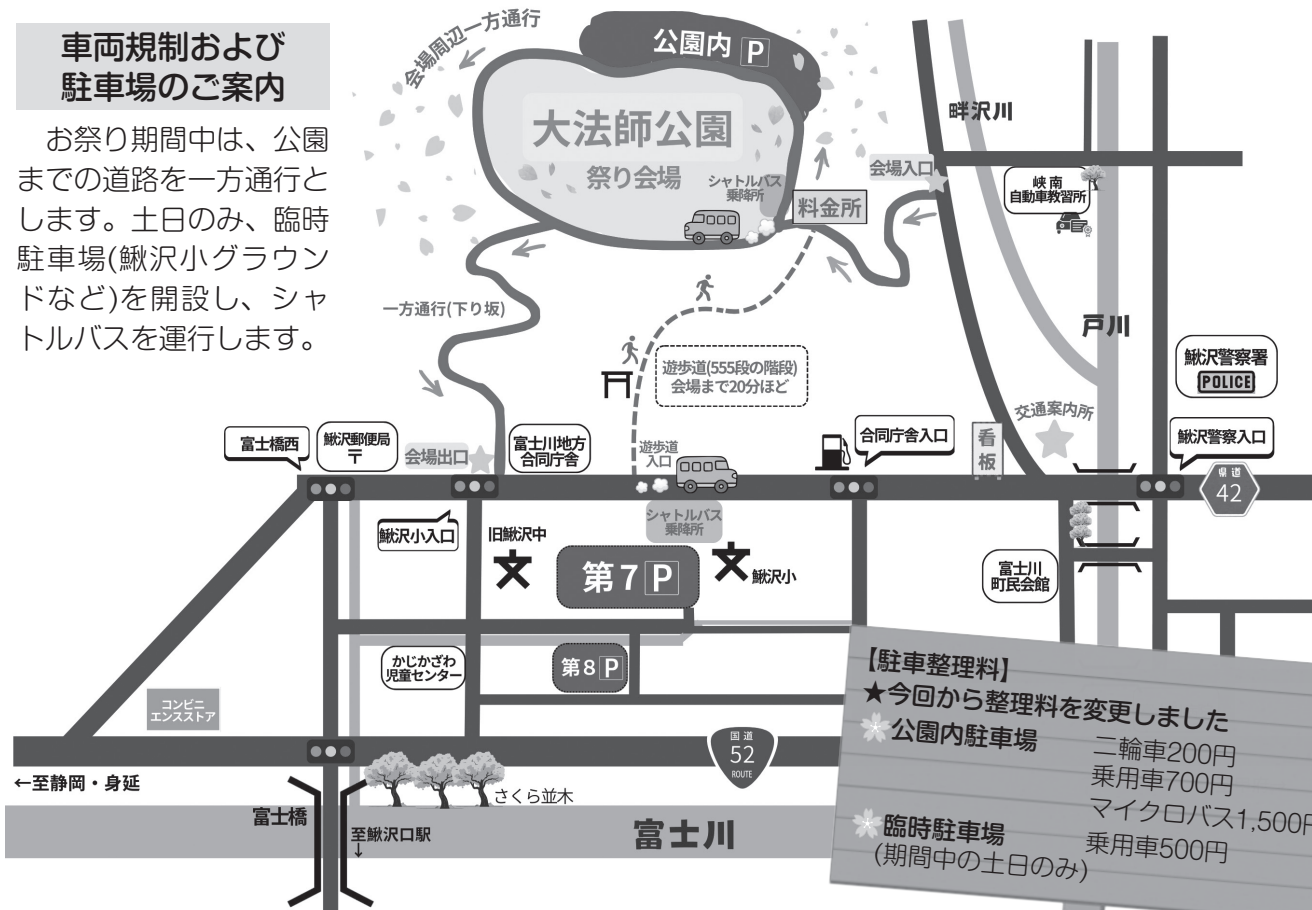 車両規制および
駐車場のご案内
お祭り期間中は、公園
までの道路を一方通行と
します。土日のみ、臨時
駐車場(鰍沢小グラウン
ドなど)を開設し、シャ
トルバスを運行します。
会場周辺一方通行
公園内 P
大法師公園
祭り会場
シャトルバス
乗降所
料金所
会場入口
畔沢川
峡南
自動車教習所
一方通行(下り坂)
戸川
遊歩道(555段の階段)
会場まで20分ほど
鰍沢警察署
POLICE
交通案内所
富士橋西
鰍沢郵便局
〒
会場出口
富士川地方
合同庁舎
遊歩道
入口
合同庁舎入口
看
板
鰍沢警察入口
県道
42
鰍沢小入口
旧鰍沢中
シャトルバス
乗降所
第7 P
鰍沢小
富士川
町民会館
かじかざわ
児童センター
第8 P
コンビニ
エンスストア
国道
52
ROUTE
←至静岡・身延
さくら並木
富士橋
至鰍沢口駅
↓
富士川
【駐車整理料】
★今回から整理料を変更しました
公園内駐車場 二輪車200円
乗用車700円
マイクロバス1,500円
臨時駐車場 乗用車500円
(期間中の土日のみ)